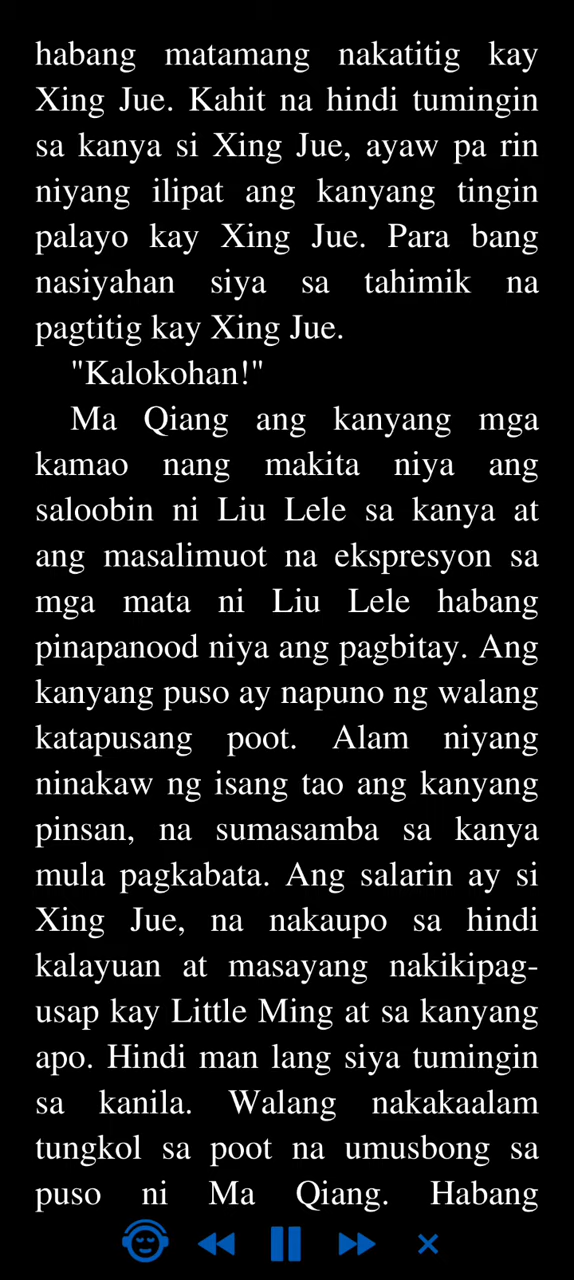 habang matamang nakatitig kay
Xing Jue. Kahit na hindi tumingin
sa kanya si Xing Jue, ayaw pa rin
niyang ilipat ang kanyang tingin
palayo kay Xing Jue. Para bang
nasiyahan siya sa tahimik na
pagtitig kay Xing Jue.
"Kalokohan!"
Ma Qiang ang kanyang mga
kamao nang makita niya ang
saloobin ni Liu Lele sa kanya at
ang masalimuot na ekspresyon sa
mga mata ni Liu Lele habang
pinapanood niya ang pagbitay. Ang
kanyang puso ay napuno ng walang
katapusang poot. Alam niyang
ninakaw ng isang tao ang kanyang
pinsan, na sumasamba sa kanya
mula pagkabata. Ang salarin ay si
Xing Jue, na nakaupo sa hindi
kalayuan at masayang nakikipag-
usap kay Little Ming at sa kanyang
apo. Hindi man lang siya tumingin
sa kanila. Walang nakakaalam
tungkol sa poot na umusbong sa
puso ni Ma Qiang. Habang